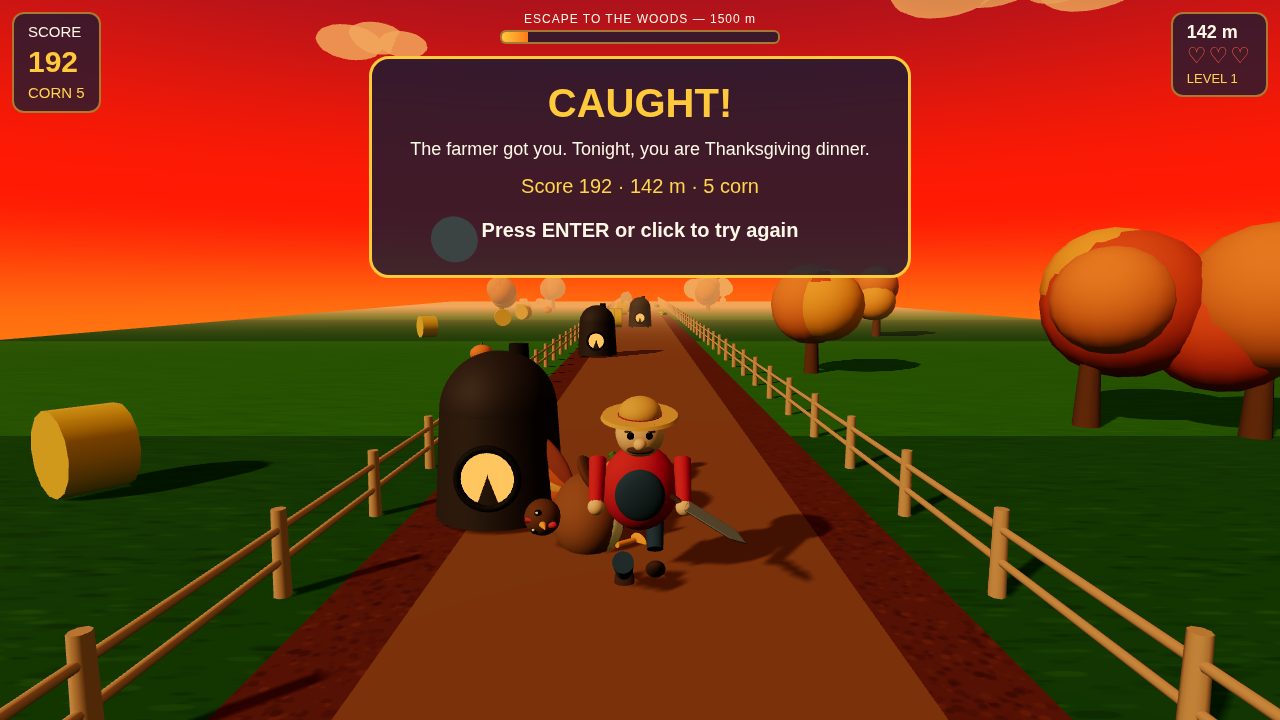 ESCAPE TO THE WOODS — 1500 m
SCORE
192
CORN 5
142 m
♡♡♡
LEVEL 1
CAUGHT!
The farmer got you. Tonight, you are Thanksgiving dinner.
Score 192 · 142 m · 5 corn
Press ENTER or click to try again